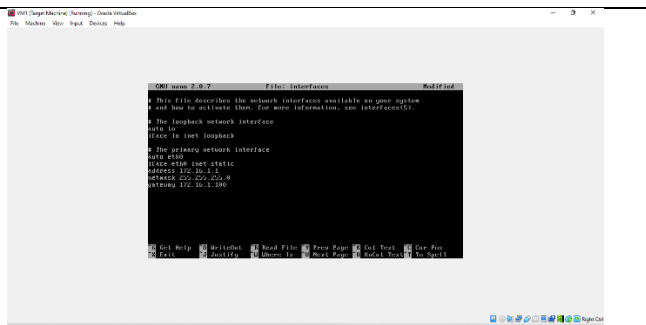 VM1 (Target Machine) [Running] - Oracle VirtualBox
File Machine View Input Devices Help
GNU nano 2.0.7 File: interfaces Modified
# This file describes the network interfaces available on your system
# and how to activate them. For more information, see interfaces(5).
# The loopback network interface
auto lo
iface lo inet loopback
# The primary network interface
auto eth0
iface eth0 inet static
address 172.16.1.1
netmask 255.255.255.0
gateway 172.16.1.100
^G Get Help ^O WriteOut ^R Read File ^Y Prev Page ^K Cut Text ^C Cur Pos
^X Exit ^J Justify ^W Where Is ^V Next Page ^U UnCut Text ^T To Spell
Right Ctrl